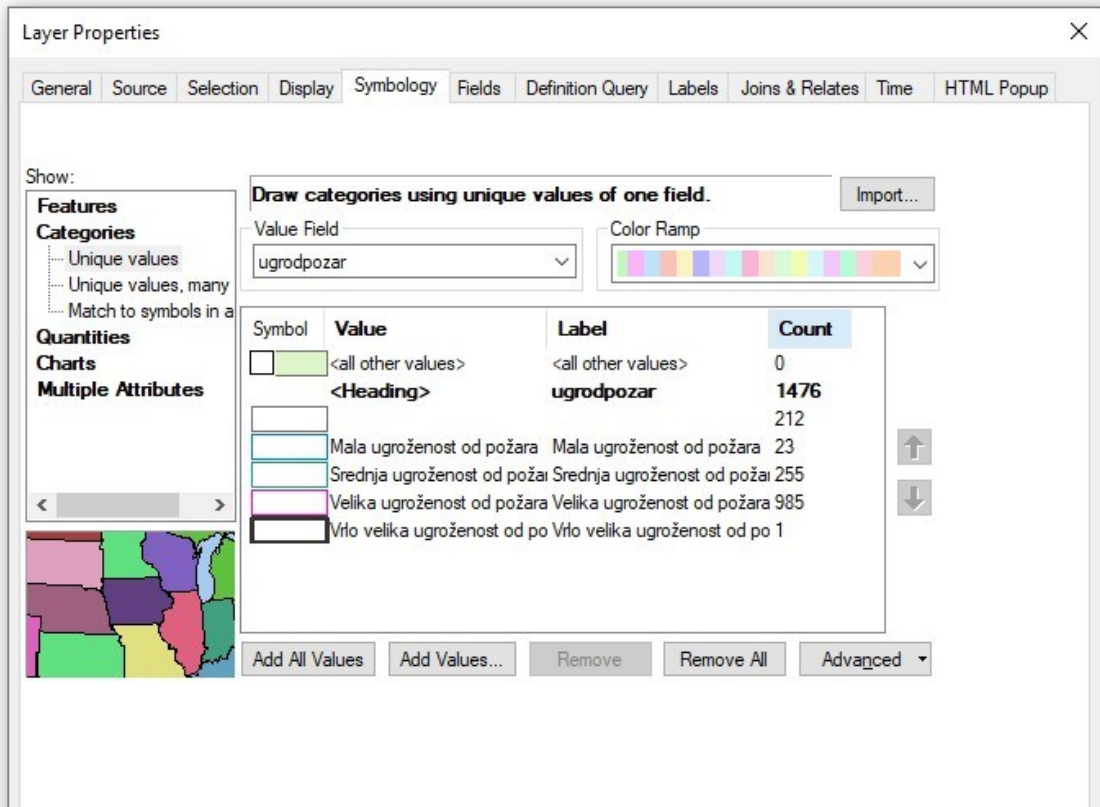 Layer Properties
General Source Selection Display Symbology Fields Definition Query Labels Joins & Relates Time HTML Popup
Show:
Features
Categories
Unique values
Unique values, many
Match to symbols in a
Quantities
Charts
Multiple Attributes
Draw categories using unique values of one field.
Import...
Value Field
ugrodpozar
Color Ramp
Symbol Value Label Count
<all other values> <all other values> 0
<Heading> ugrodpozar 1476
212
Mala ugroženost od požara Mala ugroženost od požara 23
Srednja ugroženost od požar Srednja ugroženost od požar 255
Velika ugroženost od požara Velika ugroženost od požara 985
Vrlo velika ugroženost od po Vrlo velika ugroženost od po 1
Add All Values Add Values... Remove Remove All Advanced